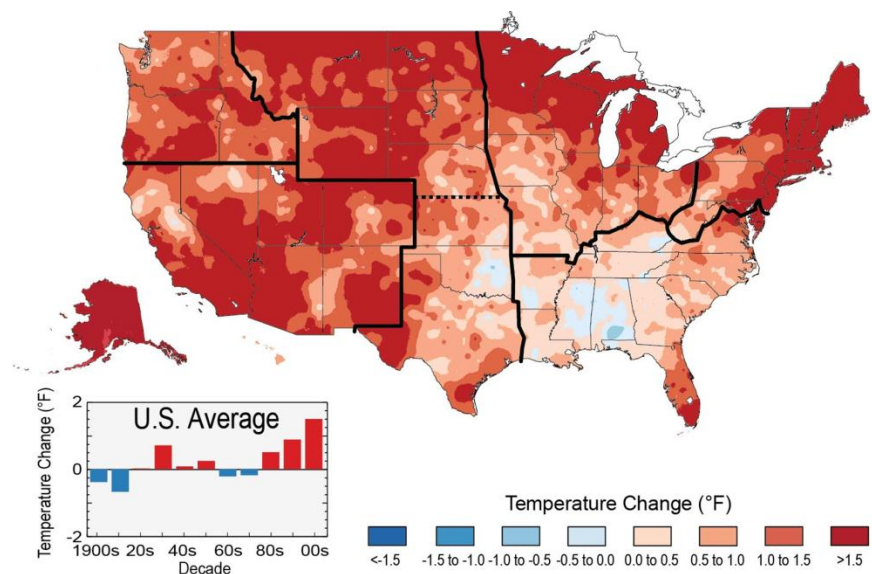 U.S. Average
Temperature Change (°F)
2
0
-2
1900s 20s 40s 60s 80s 00s
Decade
Temperature Change (°F)
<-1.5 -1.5 to -1.0 -1.0 to -0.5 -0.5 to 0.0 0.0 to 0.5 0.5 to 1.0 1.0 to 1.5 >1.5